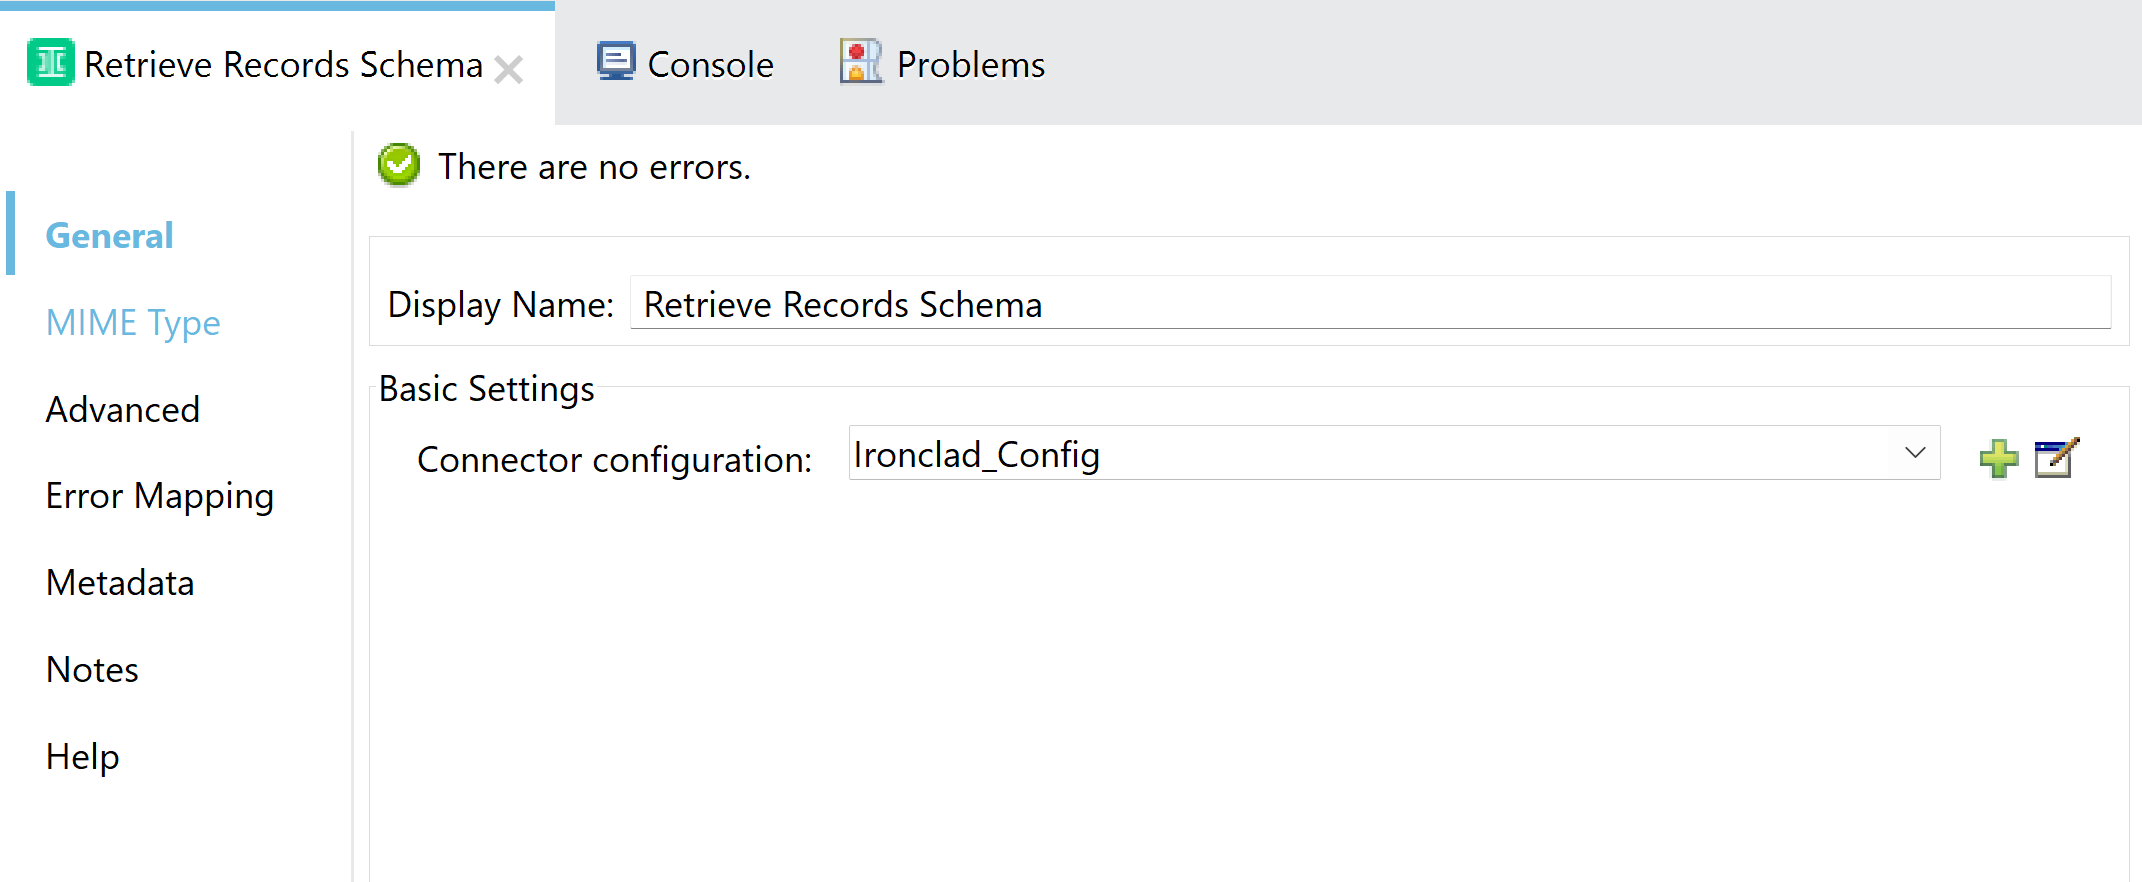 Retrieve Records Schema
Console
Problems
There are no errors.
General
MIME Type
Advanced
Error Mapping
Metadata
Notes
Help
Display Name: Retrieve Records Schema
Basic Settings
Connector configuration: Ironclad_Config